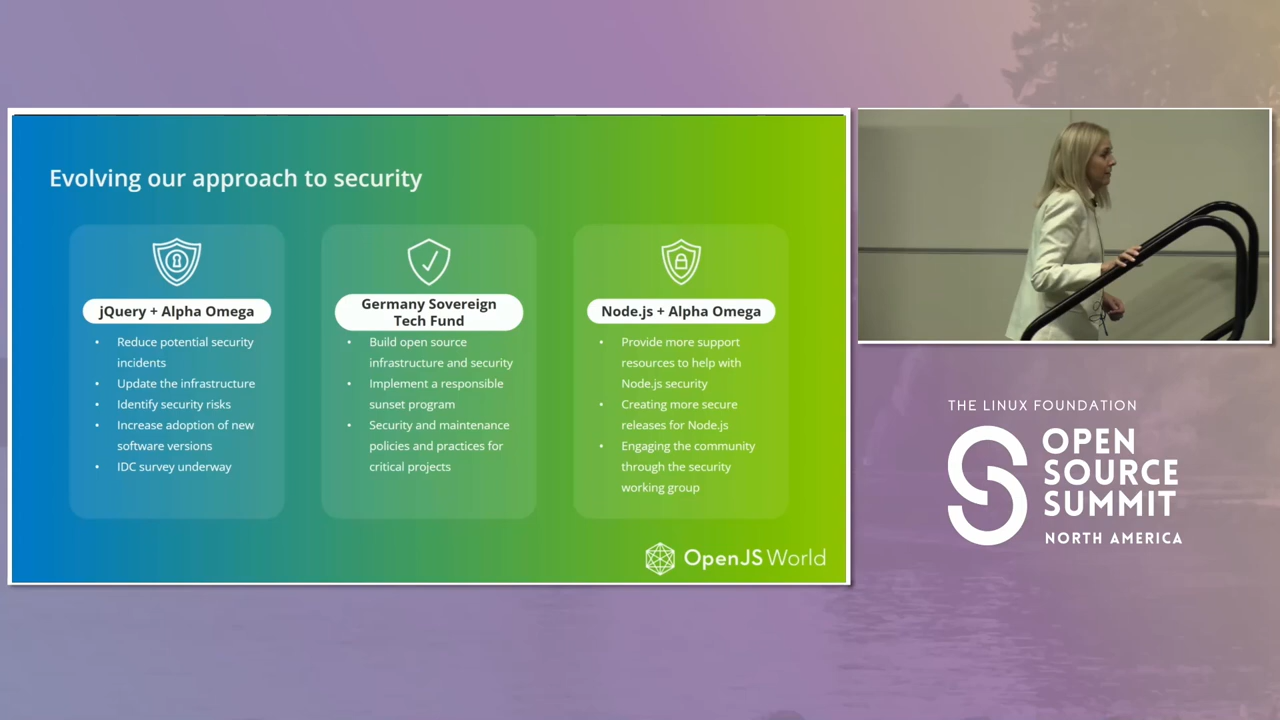 Evolving our approach to security
jQuery + Alpha Omega
• Reduce potential security
incidents
• Update the infrastructure
• Identify security risks
• Increase adoption of new
software versions
• IDC survey underway
Germany Sovereign
Tech Fund
• Build open source
infrastructure and security
• Implement a responsible
sunset program
• Security and maintenance
policies and practices for
critical projects
Node.js + Alpha Omega
• Provide more support
resources to help with
Node.js security
• Creating more secure
releases for Node.js
• Engaging the community
through the security
working group
OpenJS World
THE LINUX FOUNDATION
OPEN
SOURCE
SUMMIT
NORTH AMERICA